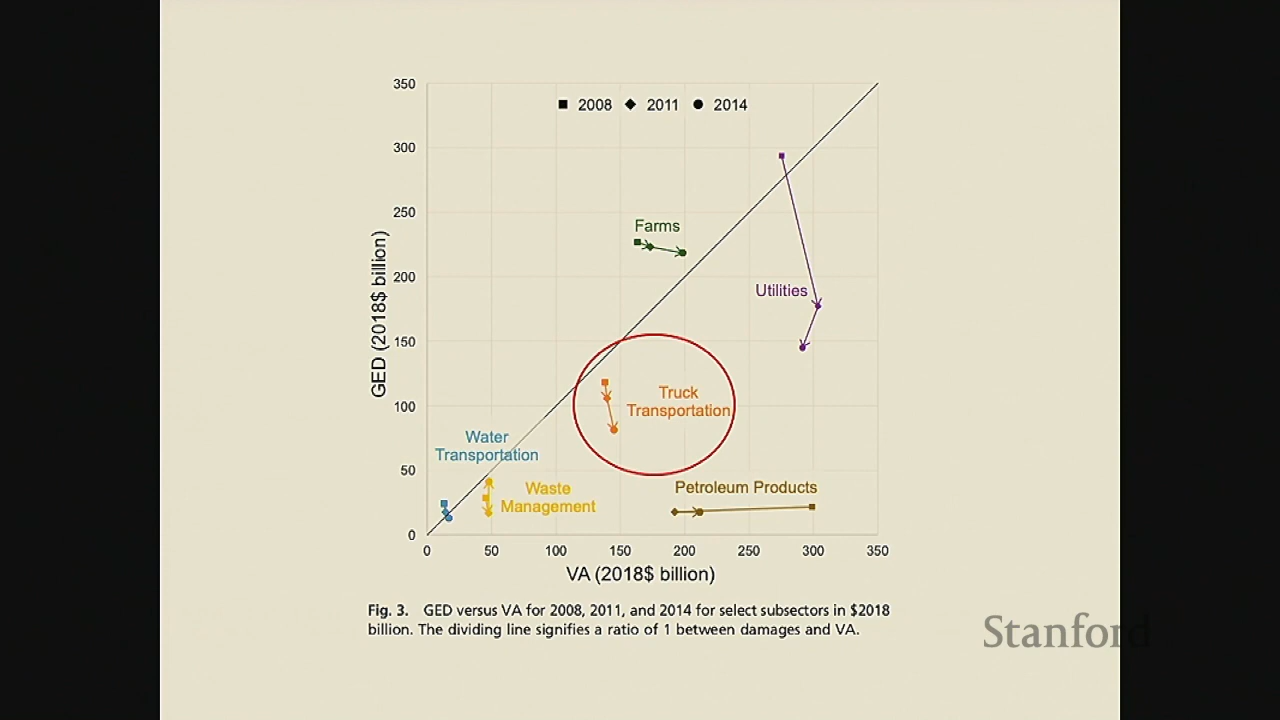 350
2008 2011 2014
300
250
Farms
200
Utilities
150
Truck
Transportation
100
Water
Transportation
50
Waste
Management
Petroleum Products
0
GED (2018$ billion)
0 50 100 150 200 250 300 350
VA (2018$ billion)
Fig. 3. GED versus VA for 2008, 2011, and 2014 for select subsectors in $2018
billion. The dividing line signifies a ratio of 1 between damages and VA.
Stanford